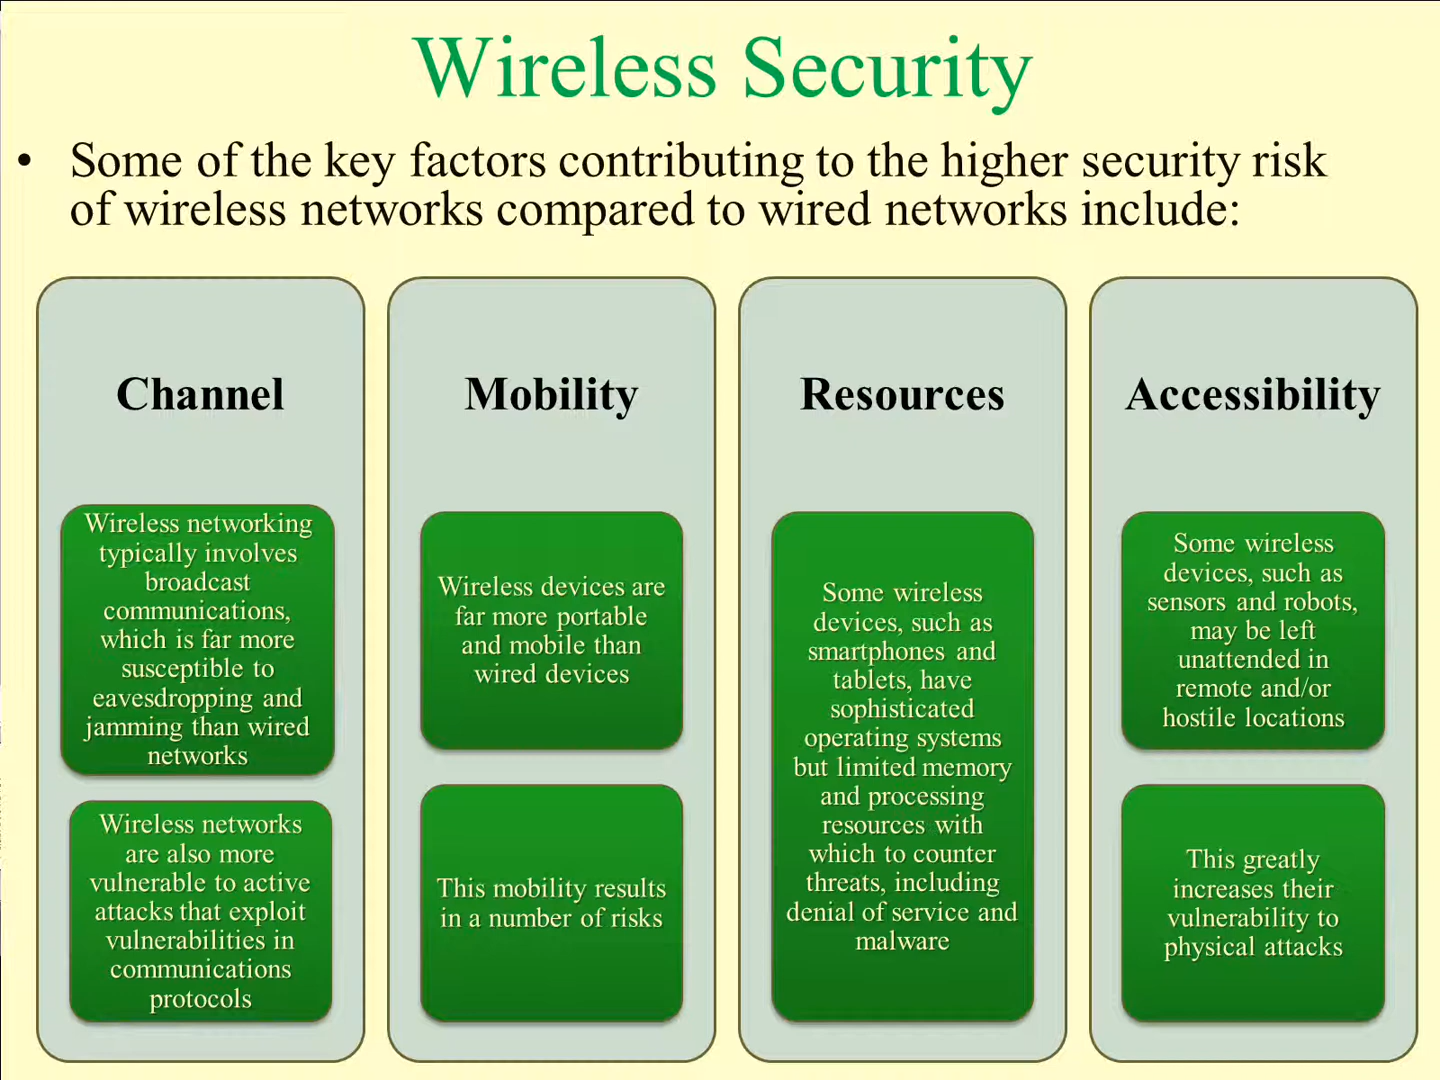 Wireless Security
• Some of the key factors contributing to the higher security risk
of wireless networks compared to wired networks include:
Channel
Wireless networking
typically involves
broadcast
communications,
which is far more
susceptible to
eavesdropping and
jamming than wired
networks
Wireless networks
are also more
vulnerable to active
attacks that exploit
vulnerabilities in
communications
protocols
Mobility
Wireless devices are
far more portable
and mobile than
wired devices
This mobility results
in a number of risks
Resources
Some wireless
devices, such as
smartphones and
tablets, have
sophisticated
operating systems
but limited memory
and processing
resources with
which to counter
threats, including
denial of service and
malware
Accessibility
Some wireless
devices, such as
sensors and robots,
may be left
unattended in
remote and/or
hostile locations
This greatly
increases their
vulnerability to
physical attacks